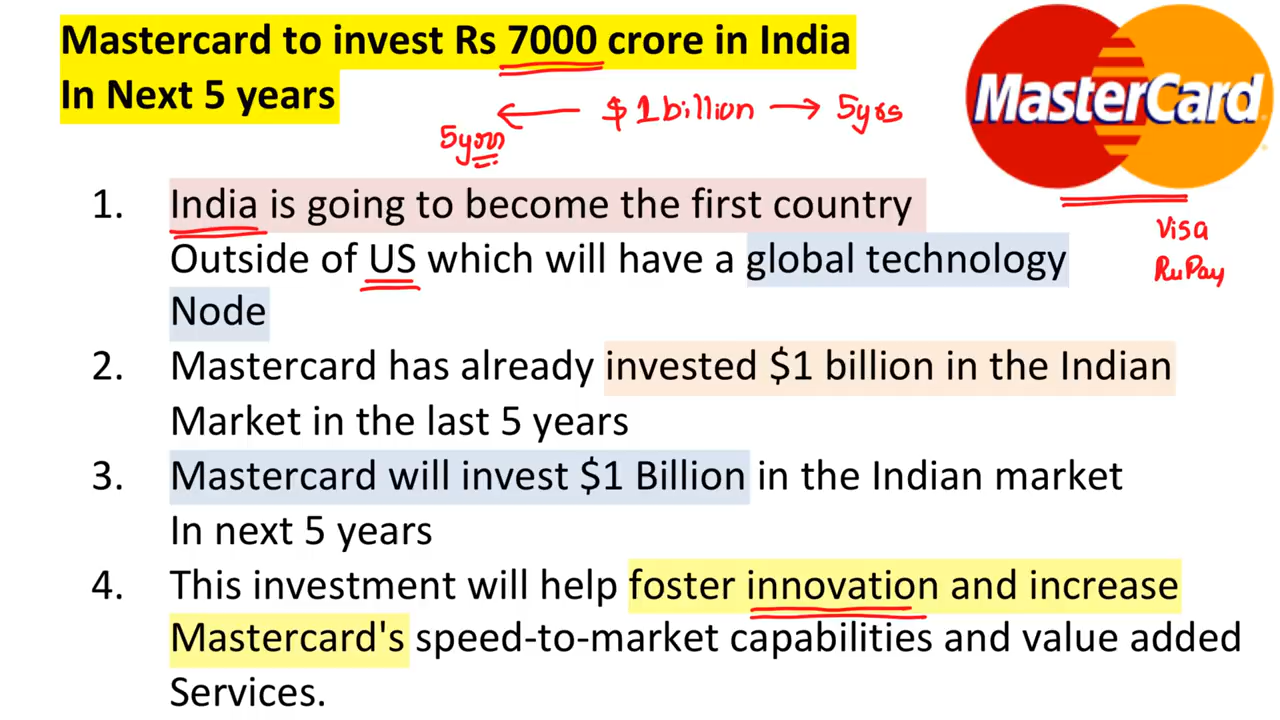 Mastercard to invest Rs 7000 crore in India
In Next 5 years
$ 1 billion → 5yrs
5yrs
MasterCard
Visa
RuPay
1. India is going to become the first country
Outside of US which will have a global technology
Node
2. Mastercard has already invested $1 billion in the Indian
Market in the last 5 years
3. Mastercard will invest $1 Billion in the Indian market
In next 5 years
4. This investment will help foster innovation and increase
Mastercard's speed-to-market capabilities and value added
Services.